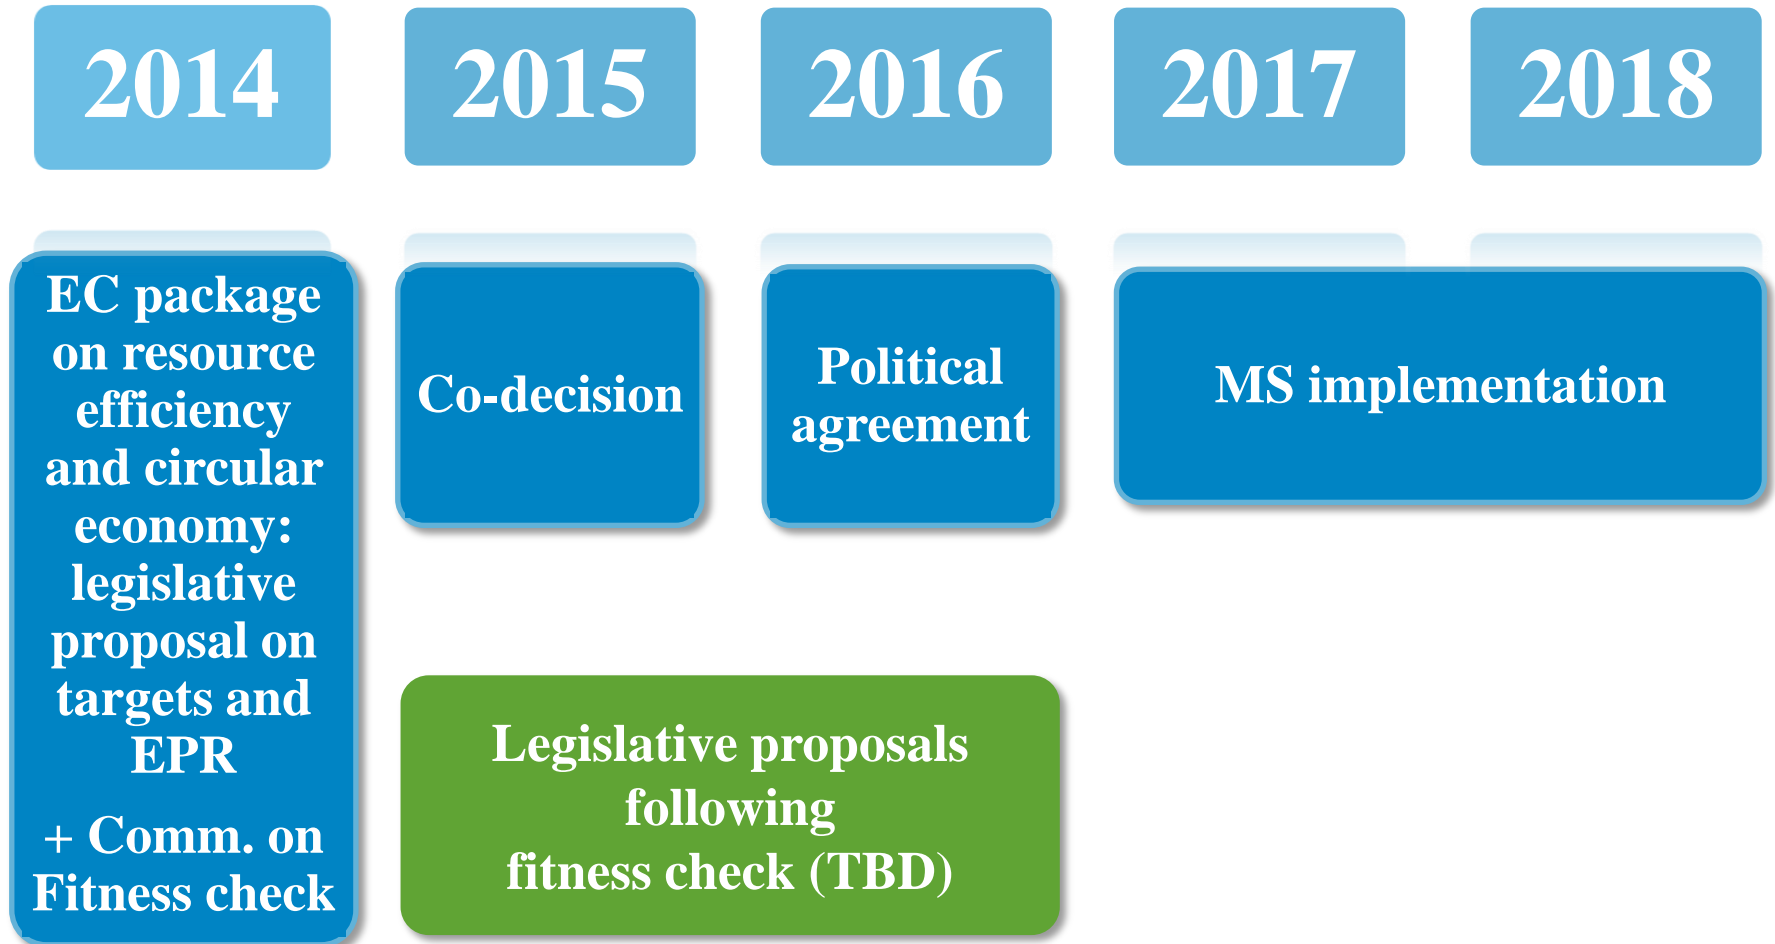 2014
2015
2016
2017
2018
EC package
on resource
efficiency
and circular
economy:
legislative
proposal on
targets and
EPR
+ Comm. on
Fitness check
Co-decision
Political
agreement
MS implementation
Legislative proposals
following
fitness check (TBD)